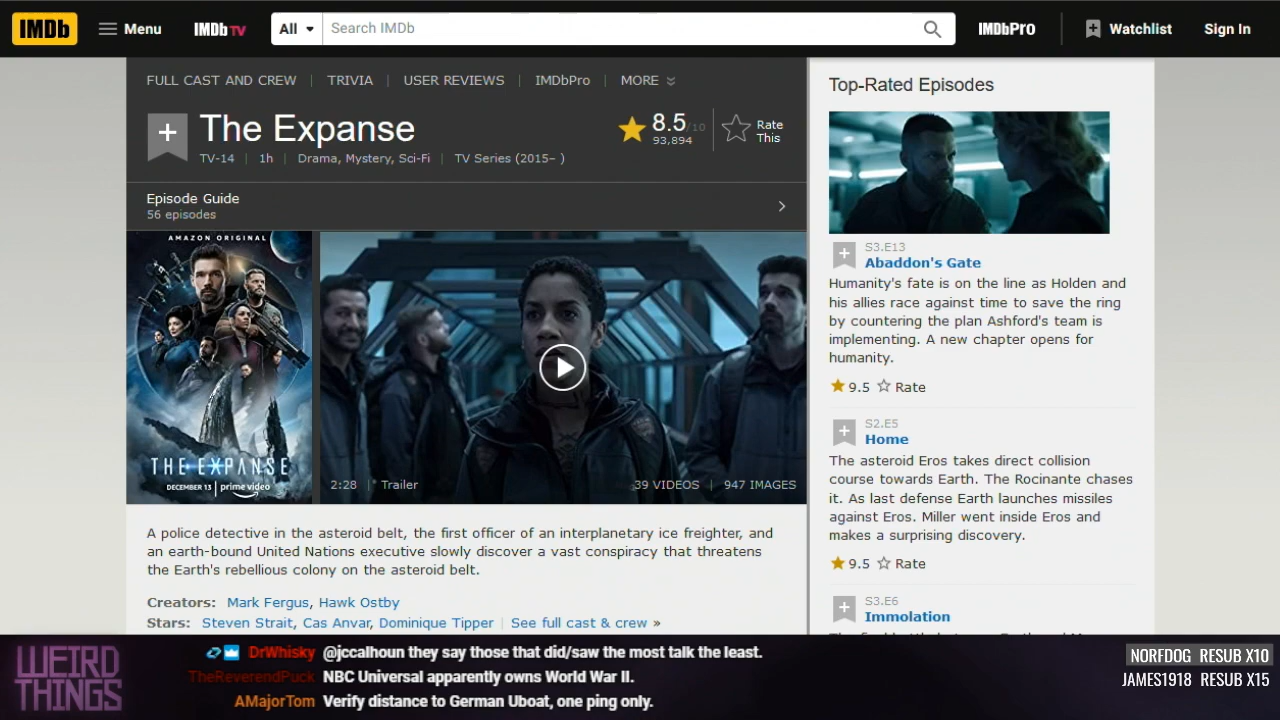 IMDb Menu IMDb TV All Search IMDb IMDbPro Watchlist Sign In
FULL CAST AND CREW | TRIVIA | USER REVIEWS | IMDbPro | MORE
The Expanse
8.5/10
93,894
Rate This
TV-14 | 1h | Drama, Mystery, Sci-Fi | TV Series (2015– )
Episode Guide
56 episodes
AMAZON ORIGINAL
THE EXPANSE
DECEMBER 13 | prime video
2:28 | Trailer
39 VIDEOS | 947 IMAGES
A police detective in the asteroid belt, the first officer of an interplanetary ice freighter, and
an earth-bound United Nations executive slowly discover a vast conspiracy that threatens
the Earth's rebellious colony on the asteroid belt.
Creators: Mark Fergus, Hawk Ostby
Stars: Steven Strait, Cas Anvar, Dominique Tipper | See full cast & crew »
Top-Rated Episodes
S3.E13
Abaddon's Gate
Humanity's fate is on the line as Holden and
his allies race against time to save the ring
by countering the plan Ashford's team is
implementing. A new chapter opens for
humanity.
9.5 Rate
S2.E5
Home
The asteroid Eros takes direct collision
course towards Earth. The Rocinante chases
it. As last defense Earth launches missiles
against Eros. Miller went inside Eros and
makes a surprising discovery.
9.5 Rate
S3.E6
Immolation
WEIRD
THINGS
DrWhisky @jccalhoun they say those that did/saw the most talk the least.
TheReverendPuck NBC Universal apparently owns World War II.
AMajorTom Verify distance to German Uboat, one ping only.
NORFDOG RESUB X10
JAMES1918 RESUB X15